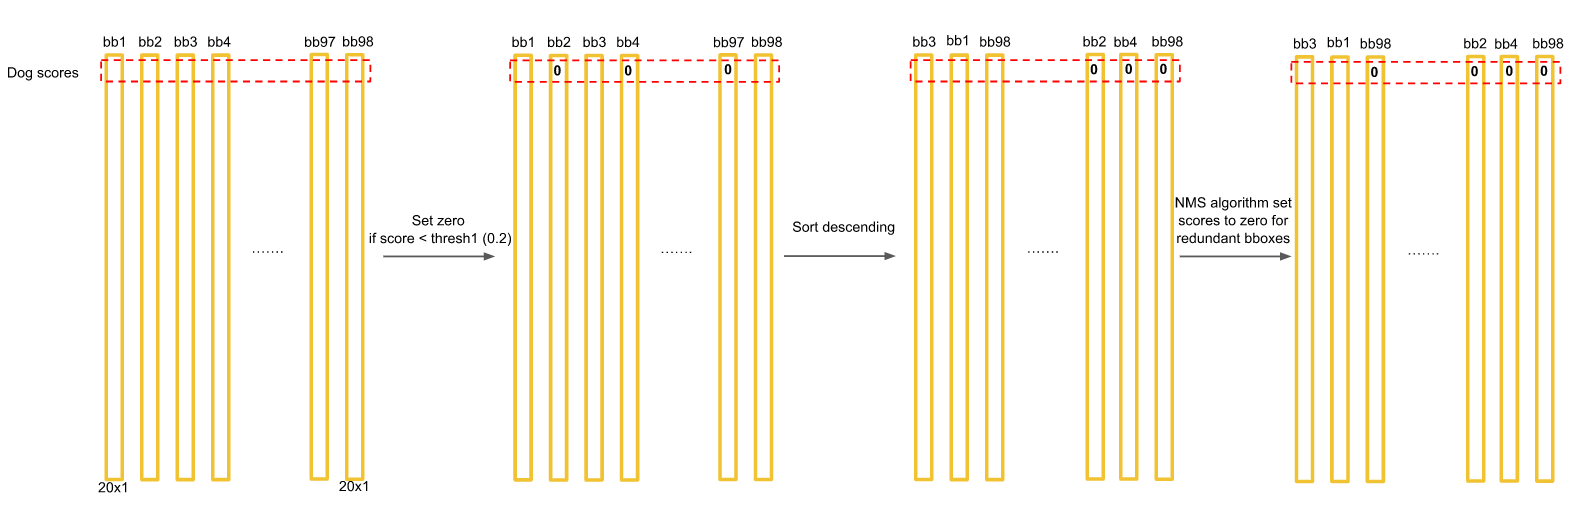 bb1 bb2 bb3 bb4 bb97 bb98
bb1 bb2 bb3 bb4 bb97 bb98
bb3 bb1 bb98 bb2 bb4 bb98
bb3 bb1 bb98 bb2 bb4 bb98
Dog scores
0 0 0
0 0 0
0 0 0 0
Set zero
if score < thresh1 (0.2)
Sort descending
NMS algorithm set
scores to zero for
redundant bboxes
.......
.......
.......
.......
20x1 20x1